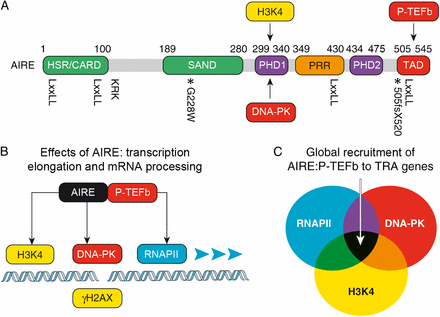 A
H3K4
P-TEFb
1 100 189 280 299 340 349 430 434 475 505 545
AIRE HSR/CARD SAND PHD1 PRR PHD2 TAD
LxxLL LxxLL KRK * G228W LxxLL * 505fsX520 LxxLL
DNA-PK
B
Effects of AIRE: transcription
elongation and mRNA processing
AIRE P-TEFb
H3K4 DNA-PK RNAPII
γH2AX
C
Global recruitment of
AIRE:P-TEFb to TRA genes
RNAPII DNA-PK
H3K4